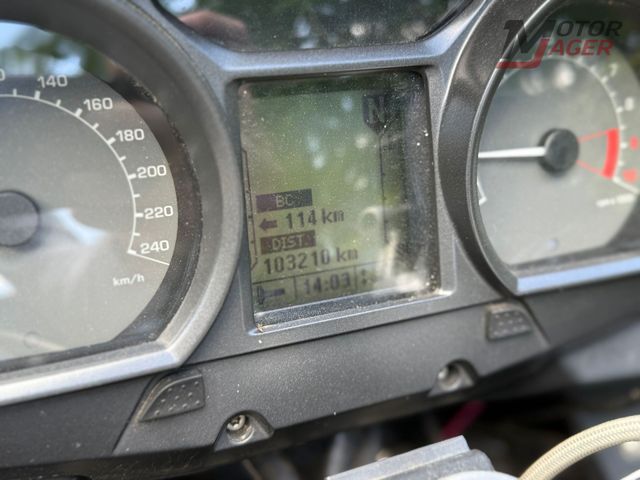 MOTOR
JAGER
140
160
180
200
220
240
km/h
N
BC
114 km
DIST.
103210 km
14:03